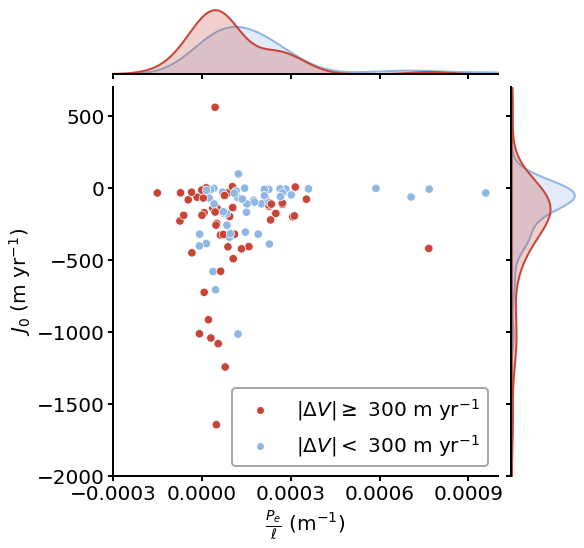 500
0
−500
−1000
−1500
−2000
J₀ (m yr⁻¹)
|ΔV| ≥ 300 m yr⁻¹
|ΔV| < 300 m yr⁻¹
−0.0003 0.0000 0.0003 0.0006 0.0009
Pₑ/ℓ (m⁻¹)